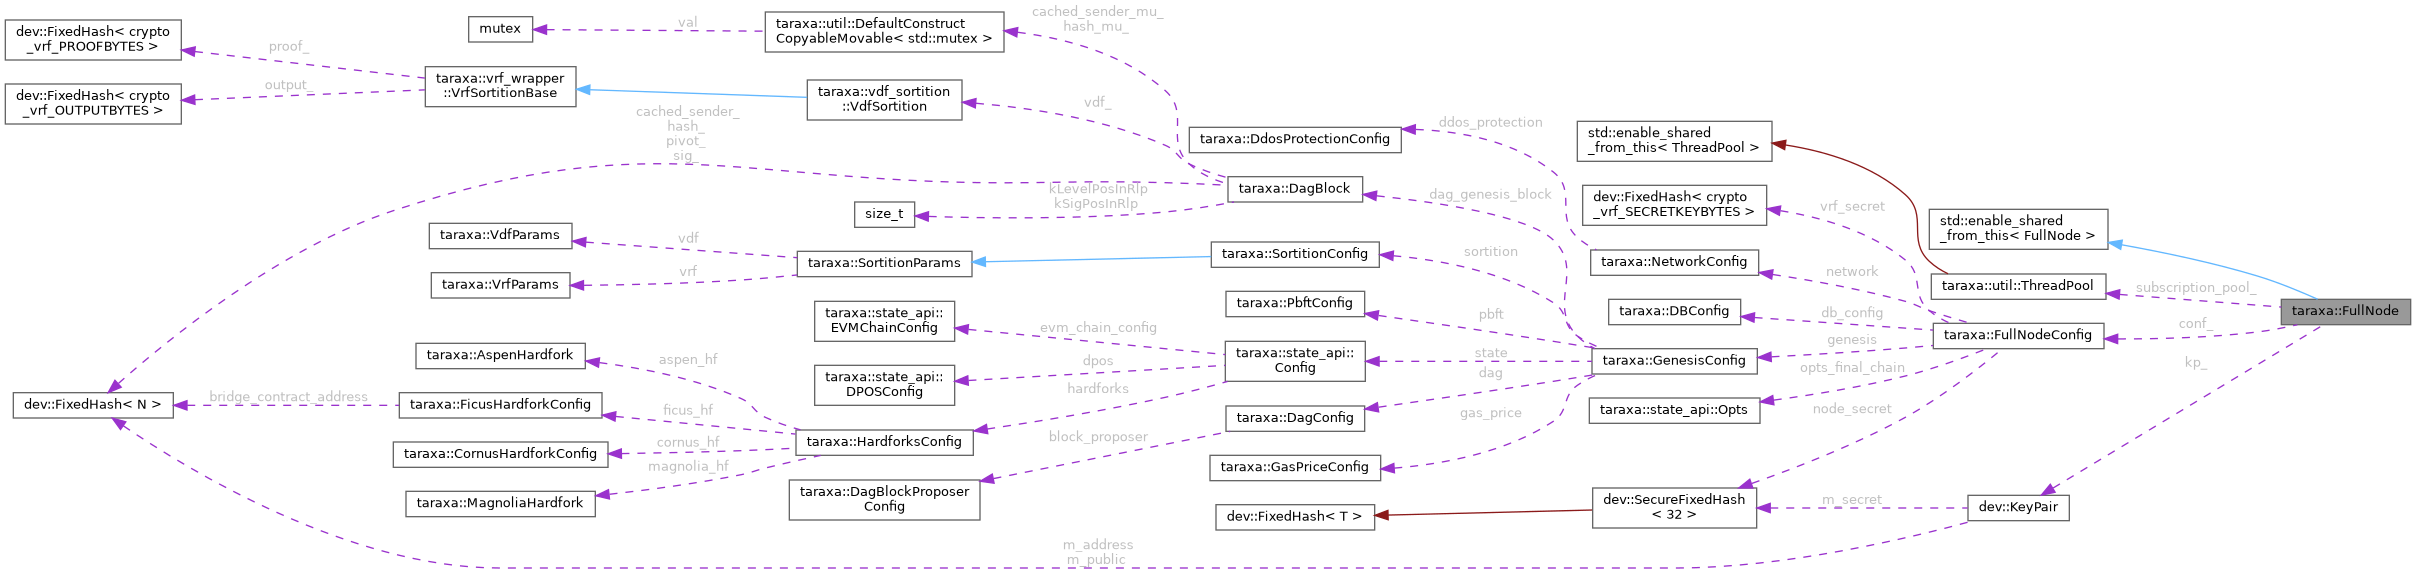 dev::FixedHash< crypto
_vrf_PROOFBYTES >
dev::FixedHash< crypto
_vrf_OUTPUTBYTES >
proof_
output_
mutex
val
taraxa::util::DefaultConstruct
CopyableMovable< std::mutex >
cached_sender_mu_
hash_mu_
taraxa::vrf_wrapper
::VrfSortitionBase
taraxa::vdf_sortition
::VdfSortition
vdf_
cached_sender_
hash_
pivot_
sig_
taraxa::DdosProtectionConfig
ddos_protection
taraxa::DagBlock
dag_genesis_block
kLevelPosInRlp
kSigPosInRlp
size_t
std::enable_shared
_from_this< ThreadPool >
dev::FixedHash< crypto
_vrf_SECRETKEYBYTES >
vrf_secret
std::enable_shared
_from_this< FullNode >
taraxa::VdfParams
vdf
taraxa::VrfParams
vrf
taraxa::SortitionParams
taraxa::SortitionConfig
sortition
taraxa::NetworkConfig
network
taraxa::util::ThreadPool
subscription_pool_
taraxa::FullNode
taraxa::state_api::
EVMChainConfig
evm_chain_config
taraxa::PbftConfig
pbft
taraxa::DBConfig
db_config
taraxa::FullNodeConfig
conf_
genesis
taraxa::AspenHardfork
aspen_hf
taraxa::state_api::
DPOSConfig
dpos
hardforks
taraxa::state_api::
Config
state
dag
taraxa::GenesisConfig
opts_final_chain
kp_
dev::FixedHash< N >
bridge_contract_address
taraxa::FicusHardforkConfig
ficus_hf
taraxa::DagConfig
gas_price
taraxa::state_api::Opts
node_secret
taraxa::CornusHardforkConfig
cornus_hf
magnolia_hf
taraxa::HardforksConfig
block_proposer
taraxa::GasPriceConfig
taraxa::MagnoliaHardfork
taraxa::DagBlockProposer
Config
dev::FixedHash< T >
dev::SecureFixedHash
< 32 >
m_secret
dev::KeyPair
m_address
m_public